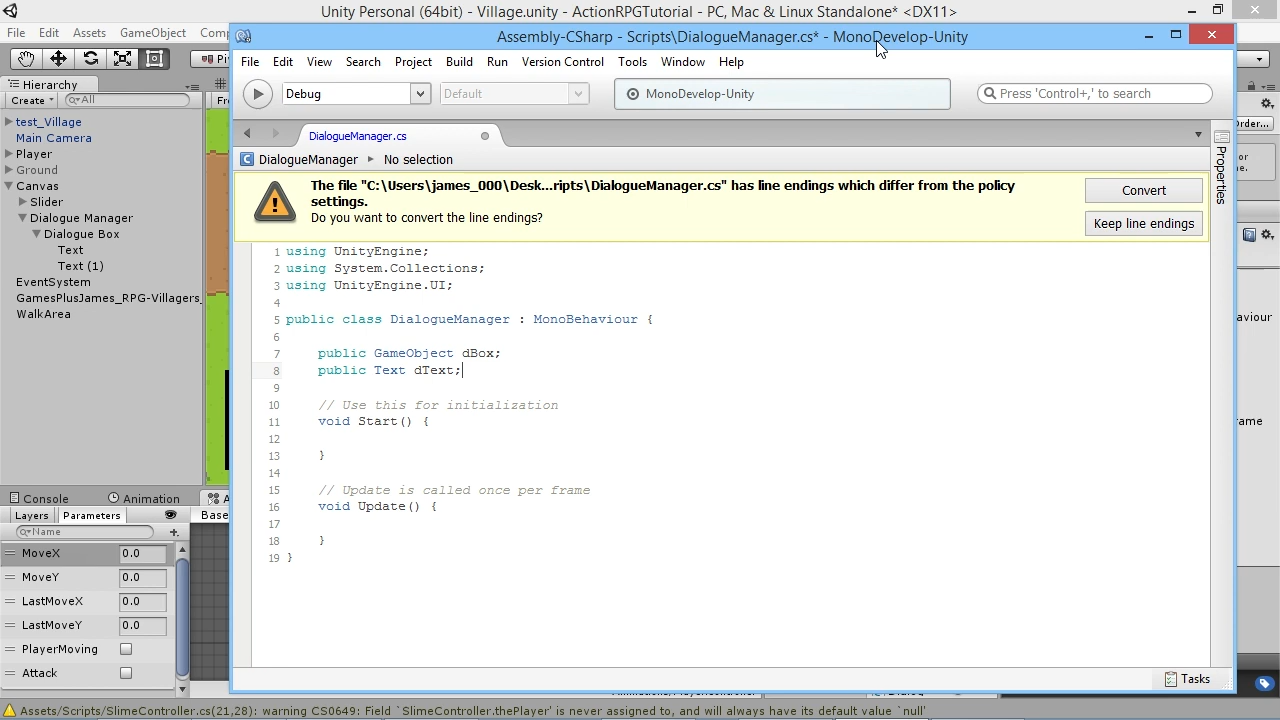 Unity Personal (64bit) - Village.unity - ActionRPGTutorial - PC, Mac & Linux Standalone* <DX11>
File Edit Assets GameObject Comp
Assembly-CSharp - Scripts\DialogueManager.cs* - MonoDevelop-Unity
File Edit View Search Project Build Run Version Control Tools Window Help
Debug
Default
MonoDevelop-Unity
Press 'Control+,' to search
Hierarchy
Create
All
test_Village
Main Camera
Player
Ground
Canvas
Slider
Dialogue Manager
Dialogue Box
Text
Text (1)
EventSystem
GamesPlusJames_RPG-Villagers_
WalkArea
DialogueManager.cs
DialogueManager
No selection
The file "C:\Users\james_000\Desk...ripts\DialogueManager.cs" has line endings which differ from the policy
settings.
Do you want to convert the line endings?
Convert
Keep line endings
1 using UnityEngine;
2 using System.Collections;
3 using UnityEngine.UI;
4
5 public class DialogueManager : MonoBehaviour {
6
7 public GameObject dBox;
8 public Text dText;
9
10 // Use this for initialization
11 void Start() {
12
13 }
14
15 // Update is called once per frame
16 void Update() {
17
18 }
19 }
Properties
Order...
Tasks
Console
Animation
Layers
Parameters
Base
Name
MoveX 0.0
MoveY 0.0
LastMoveX 0.0
LastMoveY 0.0
PlayerMoving
Attack
Assets/Scripts/SlimeController.cs(21,28): warning CS0649: Field `SlimeController.thePlayer' is never assigned to, and will always have its default value `null'